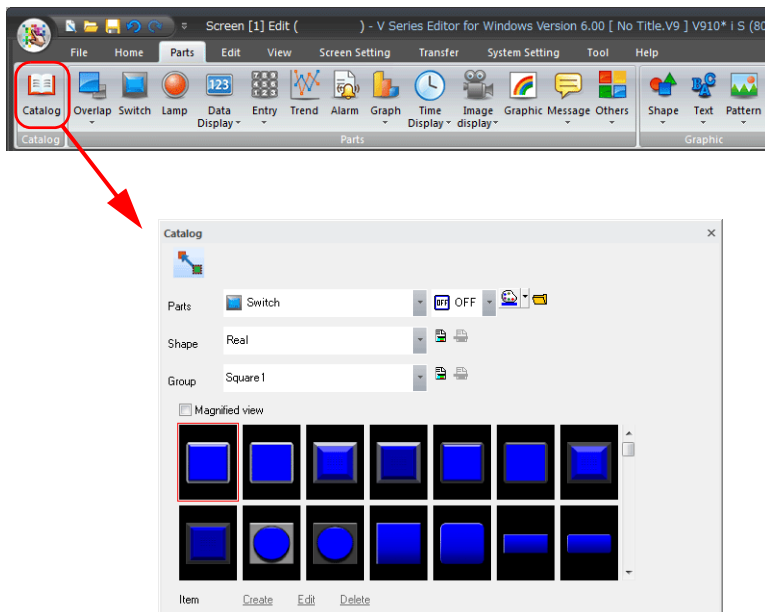 Screen [1] Edit ( ) - V Series Editor for Windows Version 6.00 [ No Title.V9 ] V910* i S (80
File Home Parts Edit View Screen Setting Transfer System Setting Tool Help
123
Catalog Overlap Switch Lamp Data Display Entry Trend Alarm Graph Time Display Image display Graphic Message Others Shape Text Pattern
Catalog Parts Graphic
Catalog
Parts Switch OFF OFF
Shape Real
Group Square1
Magnified view
Item Create Edit Delete